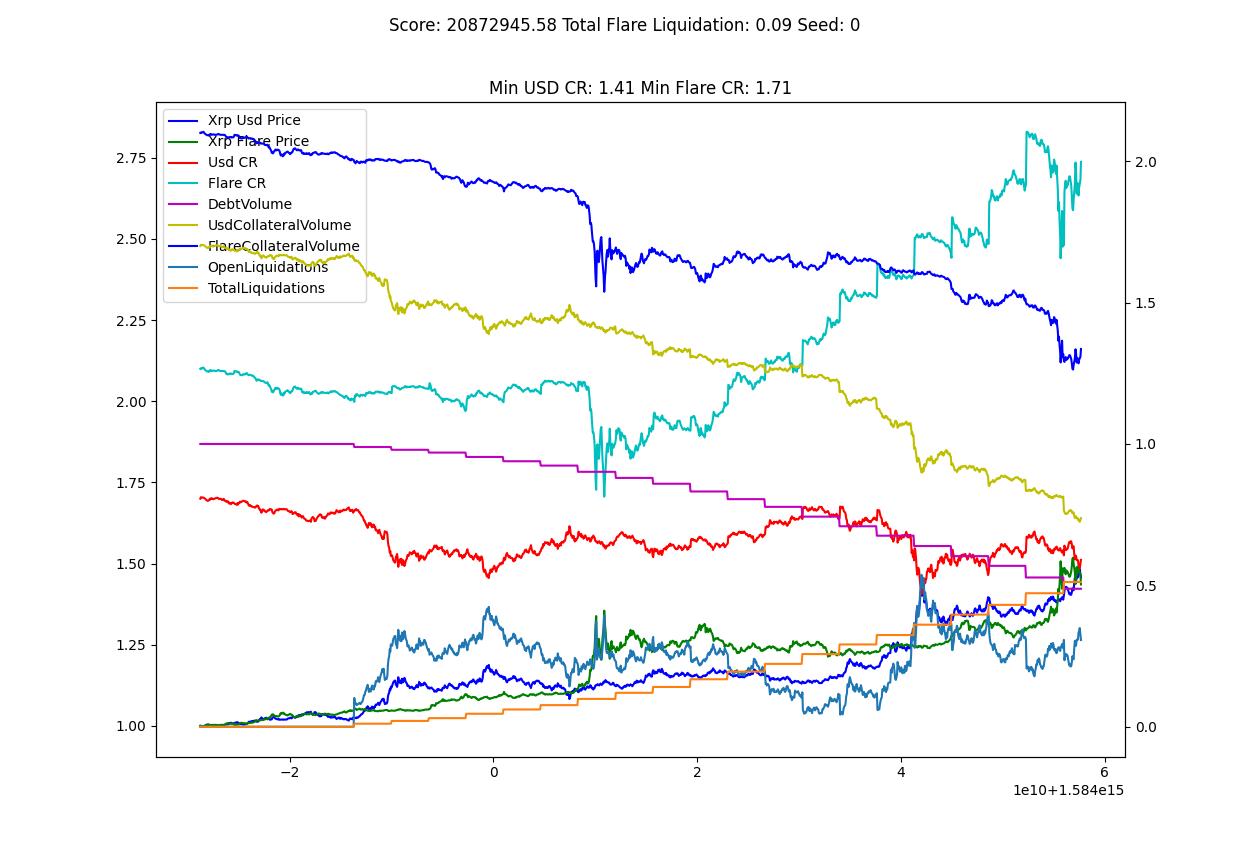 Score: 20872945.58 Total Flare Liquidation: 0.09 Seed: 0
Min USD CR: 1.41 Min Flare CR: 1.71
Xrp Usd Price
Xrp Flare Price
Usd CR
Flare CR
DebtVolume
UsdCollateralVolume
FlareCollateralVolume
OpenLiquidations
TotalLiquidations
2.75
2.50
2.25
2.00
1.75
1.50
1.25
1.00
2.0
1.5
1.0
0.5
0.0
−2
0
2
4
6
1e10+1.584e15